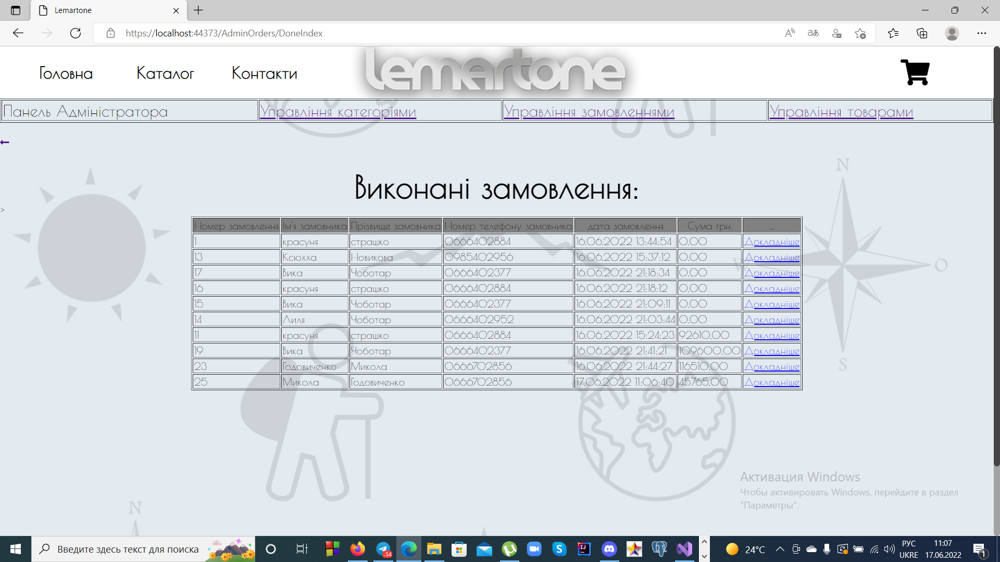 Lemartone
https://localhost:44373/AdminOrders/DoneIndex
Головна Каталог Контакти lemartone
Панель Адміністратора Управління категоріями Управління замовленнями Управління товарами
Виконані замовлення:
>
Номер замовлення Ім'я замовника Прізвище замовника Номер телефону замовника дата замовлення Сума грн. ...
1 красуня страшко 0666402884 16.06.2022 13:44:54 0,00 Докладніше
13 Ксюхха Новикова 0985402956 16.06.2022 15:37:12 0,00 Докладніше
17 Вика Чоботар 0666402377 16.06.2022 21:18:34 0,00 Докладніше
16 красуня страшко 0666402884 16.06.2022 21:18:12 0,00 Докладніше
15 Вика Чоботар 0666402377 16.06.2022 21:09:11 0,00 Докладніше
14 Лиля Чоботар 0666402952 16.06.2022 21:03:44 0,00 Докладніше
11 красуня страшко 0666402884 16.06.2022 15:24:23 92610,00 Докладніше
19 Вика Чоботар 0666402377 16.06.2022 21:41:21 109600,00 Докладніше
23 Годовиченко Микола 0666702856 16.06.2022 21:44:27 116510,00 Докладніше
25 Микола Годовиченко 0666702856 17.06.2022 11:06:40 45765,00 Докладніше
N
W O
S
N
Активация Windows
Чтобы активировать Windows, перейдите в раздел
"Параметры".
Введите здесь текст для поиска .54 24°C РУС 11:07
UKRE 17.06.2022 1